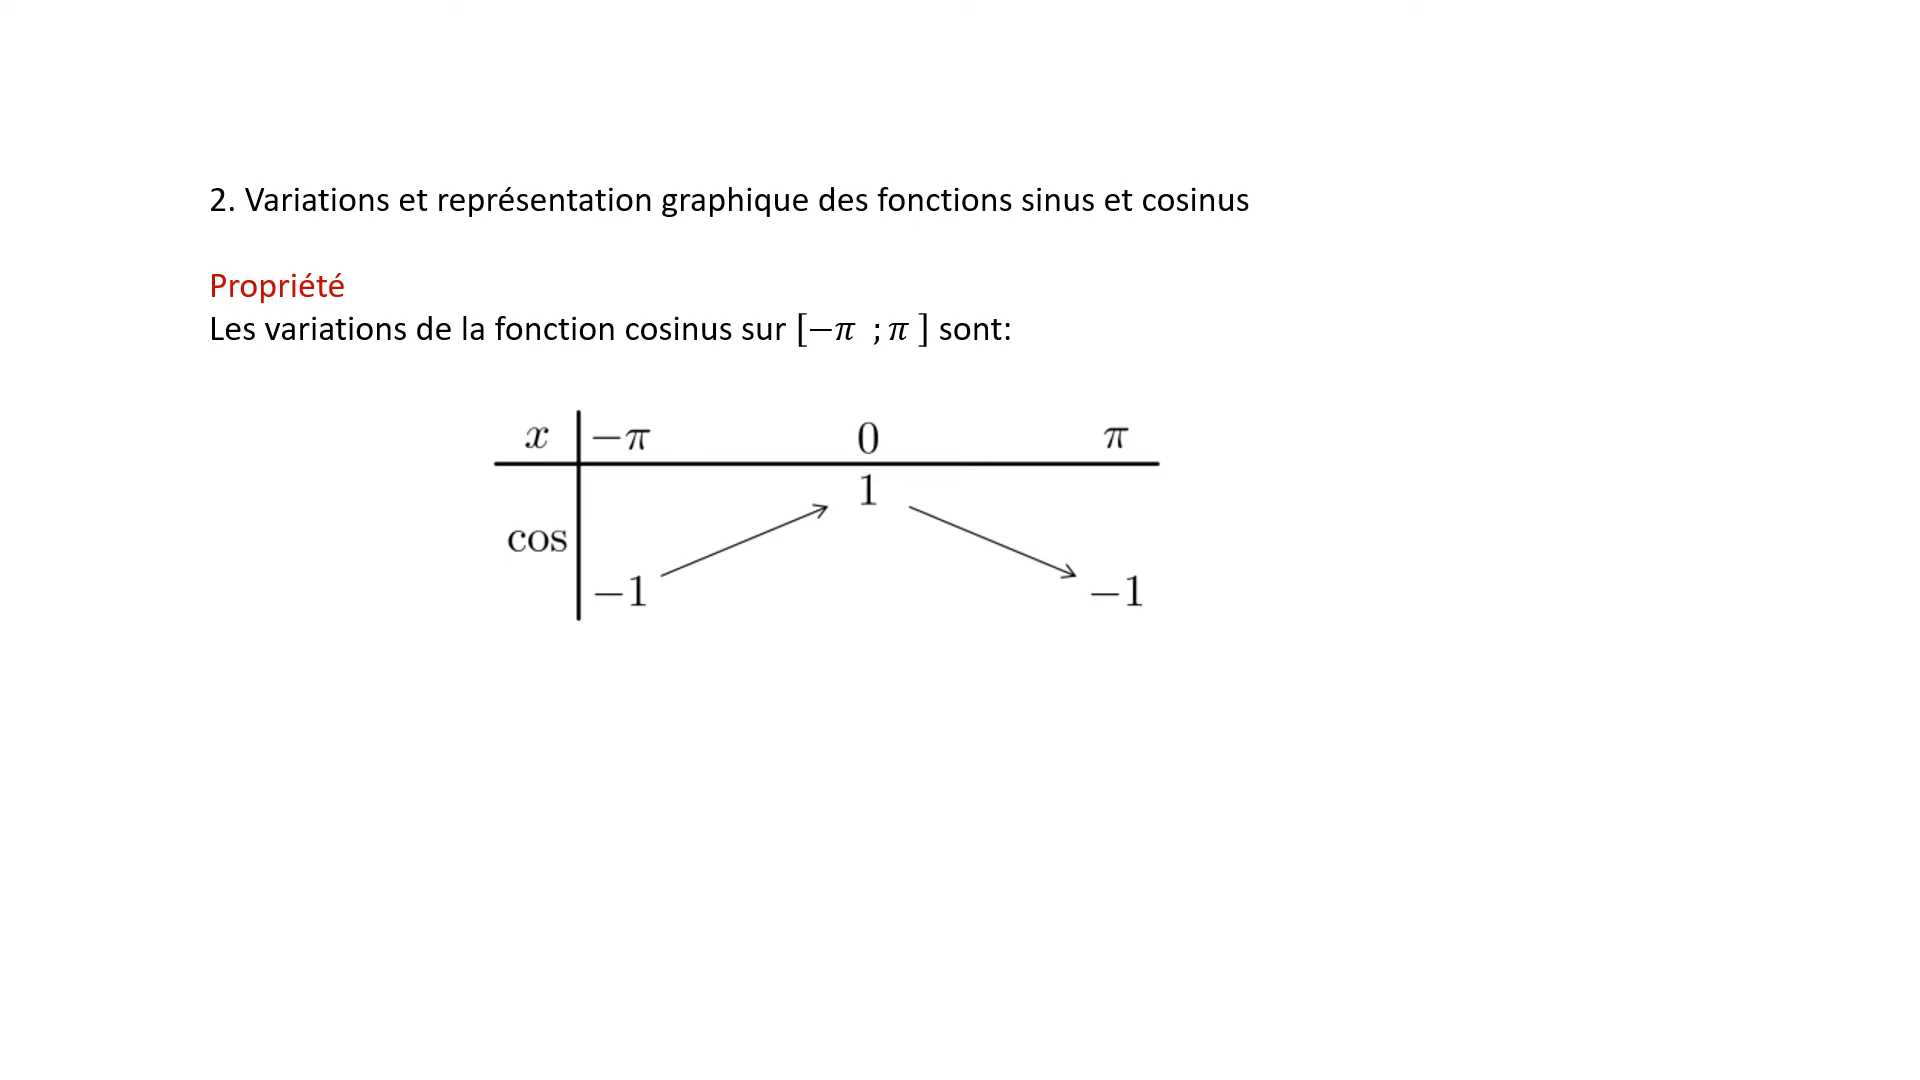 2. Variations et représentation graphique des fonctions sinus et cosinus
Propriété
Les variations de la fonction cosinus sur [−π ; π ] sont:
x −π 0 π
1
cos
−1 −1